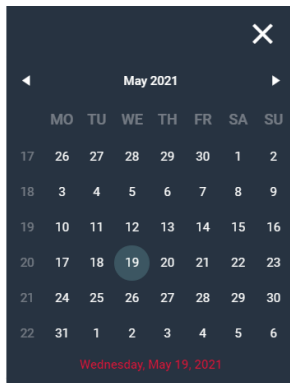 May 2021
MO TU WE TH FR SA SU
17 26 27 28 29 30 1 2
18 3 4 5 6 7 8 9
19 10 11 12 13 14 15 16
20 17 18 19 20 21 22 23
21 24 25 26 27 28 29 30
22 31 1 2 3 4 5 6
Wednesday, May 19, 2021